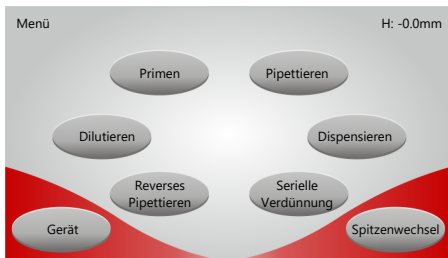 Menü
H: -0.0mm
Primen
Pipettieren
Dilutieren
Dispensieren
Reverses
Pipettieren
Serielle
Verdünnung
Gerät
Spitzenwechsel